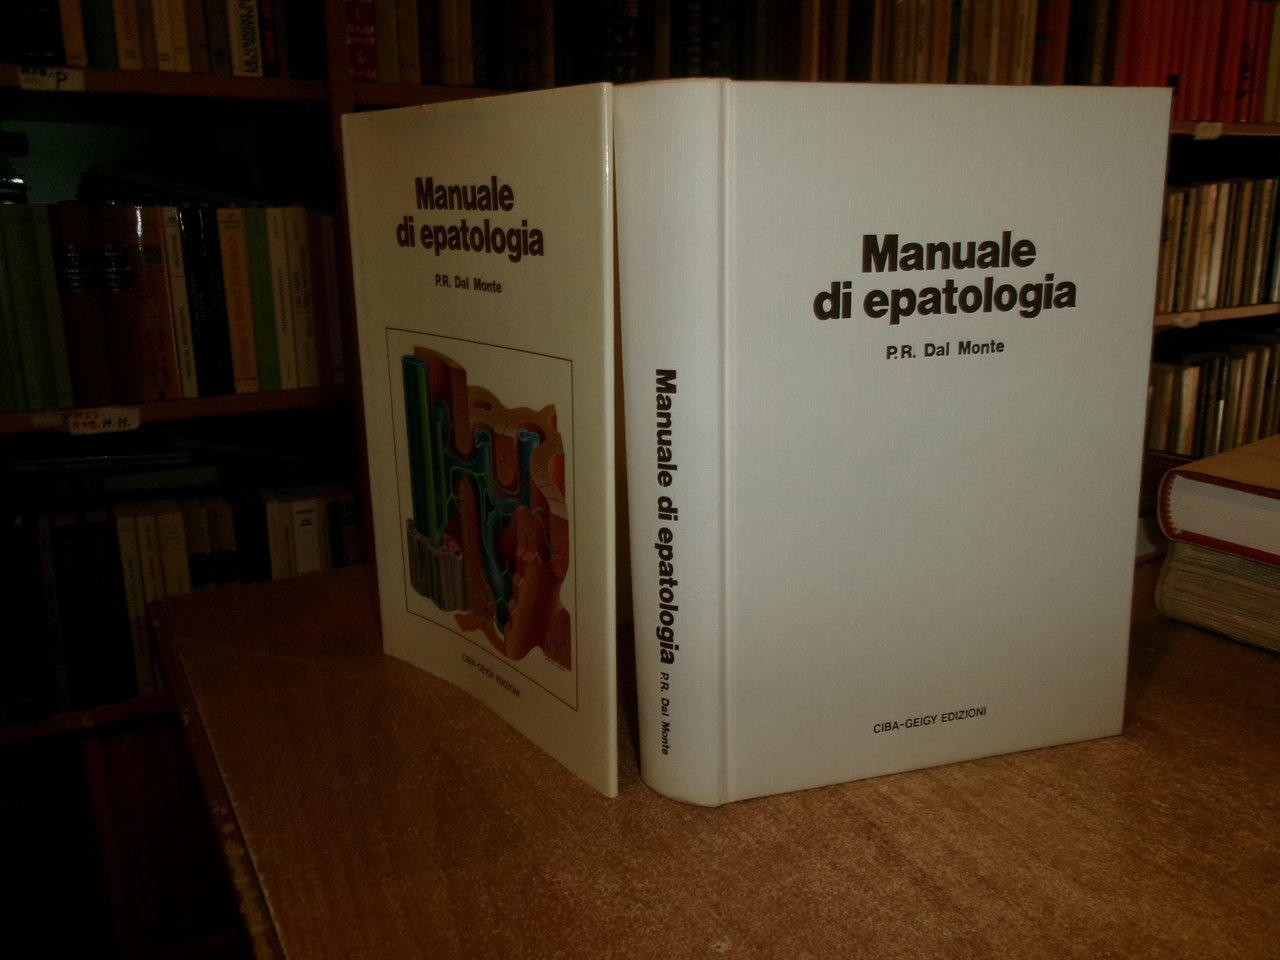 Manuale
di epatologia
P.R. Dal Monte
CIBA-GEIGY EDIZIONI
Manuale di epatologia P.R. Dal Monte
Manuale
di epatologia
P.R. Dal Monte
CIBA-GEIGY EDIZIONI